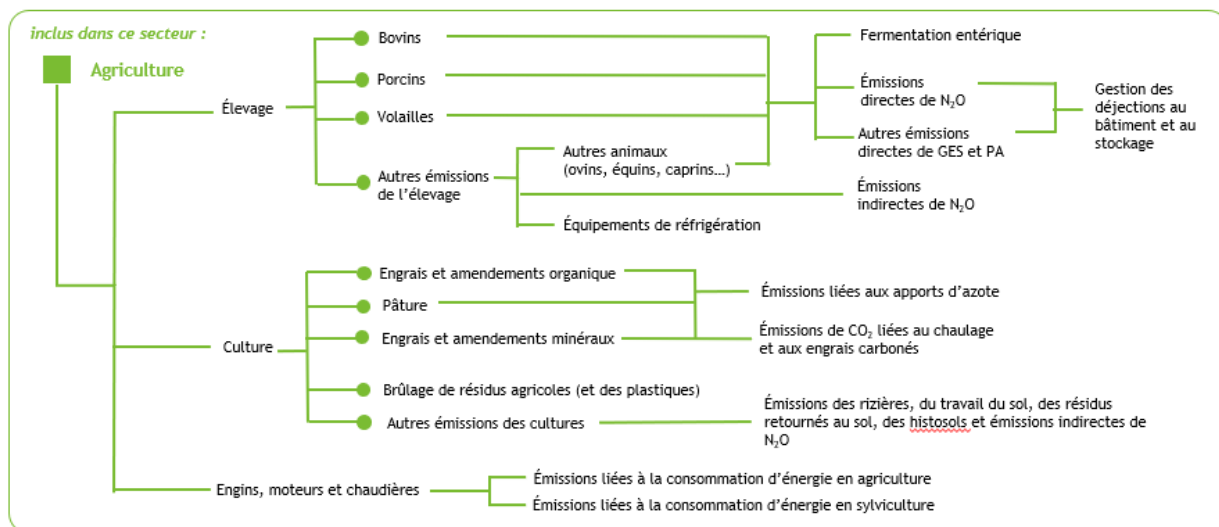 inclus dans ce secteur :
Agriculture
Élevage
Bovins
Porcins
Volailles
Autres émissions
de l’élevage
Autres animaux
(ovins, équins, caprins…)
Équipements de réfrigération
Fermentation entérique
Émissions
directes de N₂O
Autres émissions
directes de GES et PA
Émissions
indirectes de N₂O
Gestion des
déjections au
bâtiment et au
stockage
Culture
Engrais et amendements organique
Pâture
Engrais et amendements minéraux
Brûlage de résidus agricoles (et des plastiques)
Autres émissions des cultures
Émissions liées aux apports d’azote
Émissions de CO₂ liées au chaulage
et aux engrais carbonés
Émissions des rizières, du travail du sol, des résidus
retournés au sol, des histosols et émissions indirectes de
N₂O
Engins, moteurs et chaudières
Émissions liées à la consommation d’énergie en agriculture
Émissions liées à la consommation d’énergie en sylviculture